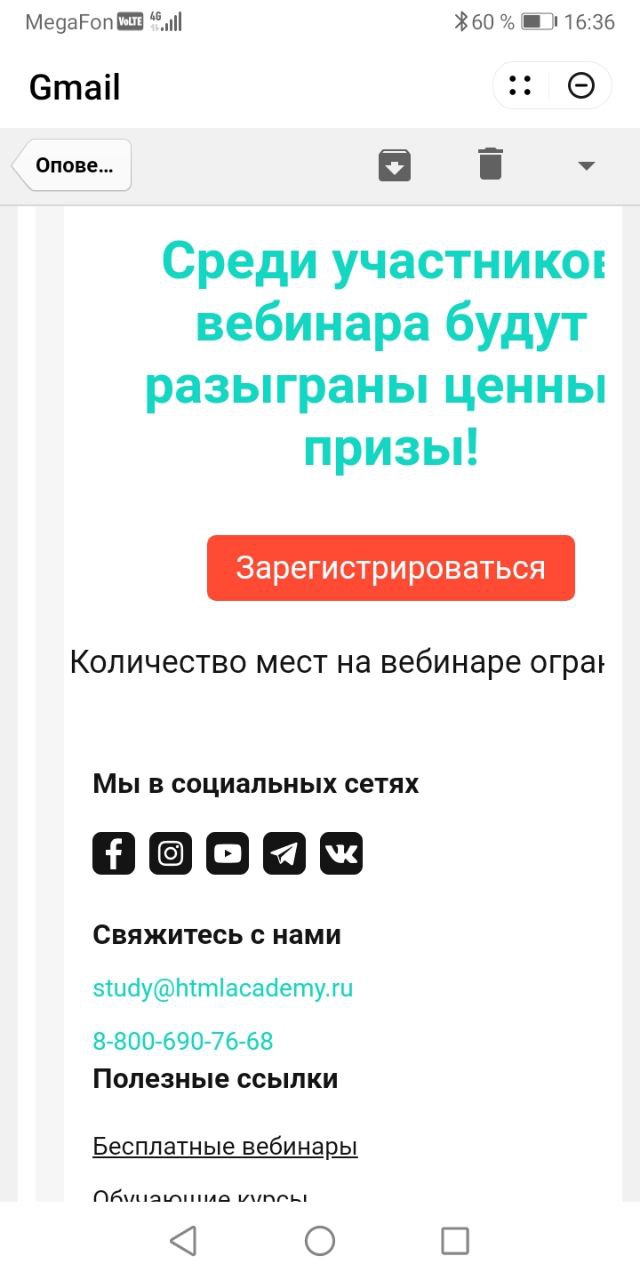 MegaFon VoLTE 4G 60 % 16:36
Gmail
Опове...
Среди участников
вебинара будут
разыграны ценны
призы!
Зарегистрироваться
Количество мест на вебинаре огран
Мы в социальных сетях
Свяжитесь с нами
study@htmlacademy.ru
8-800-690-76-68
Полезные ссылки
Бесплатные вебинары
Обучающие курсы